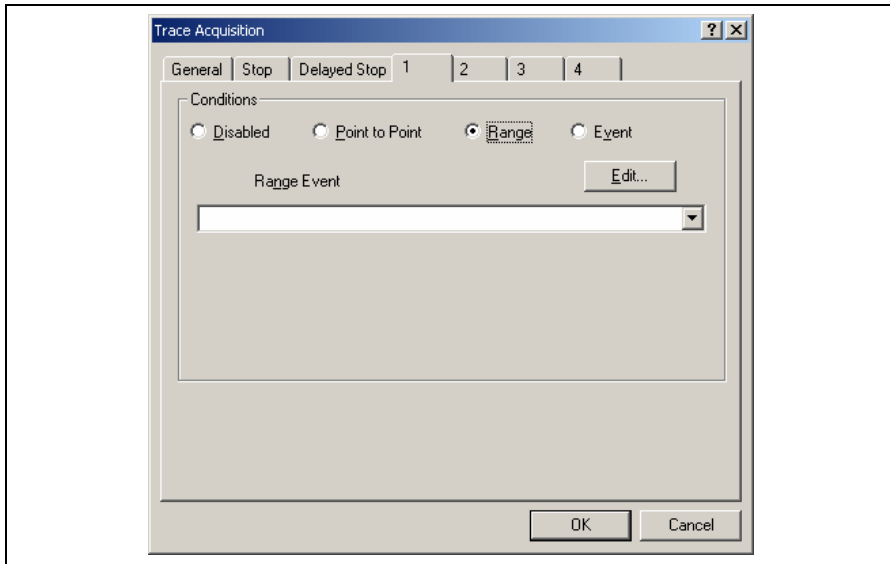 Trace Acquisition
General Stop Delayed Stop 1 2 3 4
Conditions
Disabled Point to Point Range Event
Range Event Edit...
OK Cancel